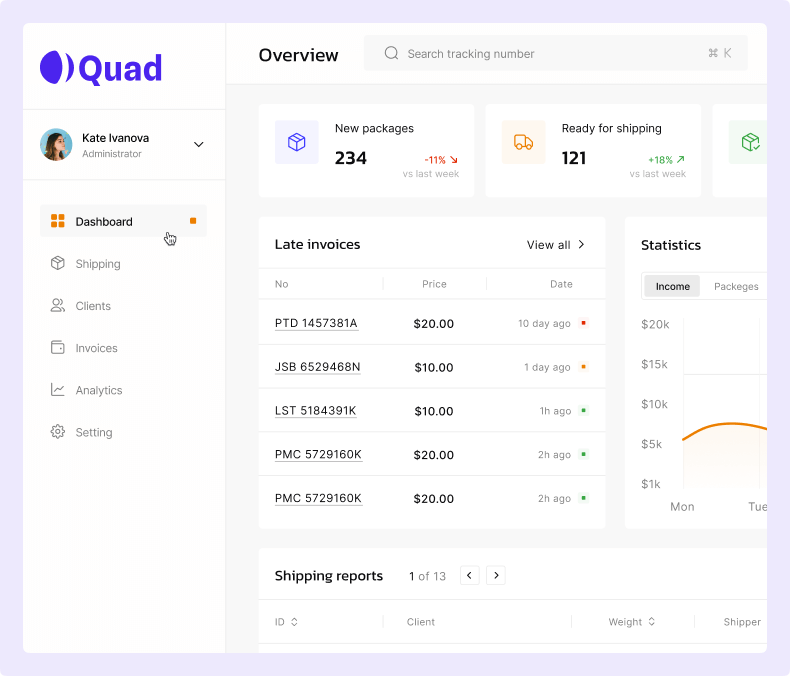 Quad
Kate Ivanova
Administrator
Dashboard
Shipping
Clients
Invoices
Analytics
Setting
Overview
Search tracking number
⌘ K
New packages
234
-11%
vs last week
Ready for shipping
121
+18%
vs last week
Late invoices
View all
No Price Date
PTD 1457381A $20.00 10 day ago
JSB 6529468N $10.00 1 day ago
LST 5184391K $10.00 1h ago
PMC 5729160K $20.00 2h ago
PMC 5729160K $20.00 2h ago
Statistics
Income Packeges
$20k
$15k
$10k
$5k
$1k
Mon Tue
Shipping reports 1 of 13
ID Client Weight Shipper